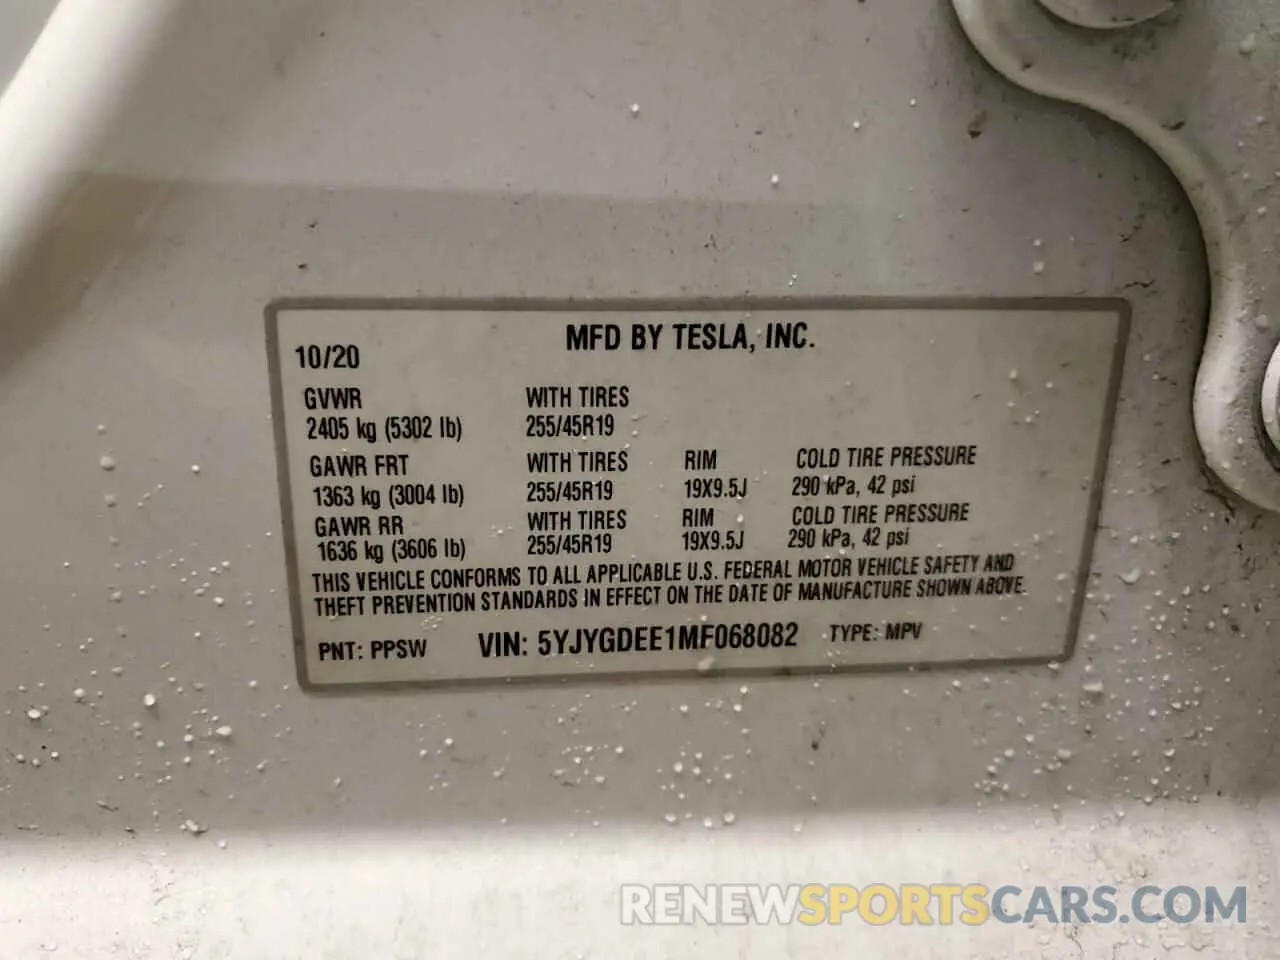 MFD BY TESLA, INC.
10/20
GVWR WITH TIRES
2405 kg (5302 lb) 255/45R19
GAWR FRT WITH TIRES RIM COLD TIRE PRESSURE
1363 kg (3004 lb) 255/45R19 19X9.5J 290 kPa, 42 psi
GAWR RR WITH TIRES RIM COLD TIRE PRESSURE
1636 kg (3606 lb) 255/45R19 19X9.5J 290 kPa, 42 psi
THIS VEHICLE CONFORMS TO ALL APPLICABLE U.S. FEDERAL MOTOR VEHICLE SAFETY AND
THEFT PREVENTION STANDARDS IN EFFECT ON THE DATE OF MANUFACTURE SHOWN ABOVE.
PNT: PPSW VIN: 5YJYGDEE1MF068082 TYPE: MPV
RENEWSPORTSCARS.COM